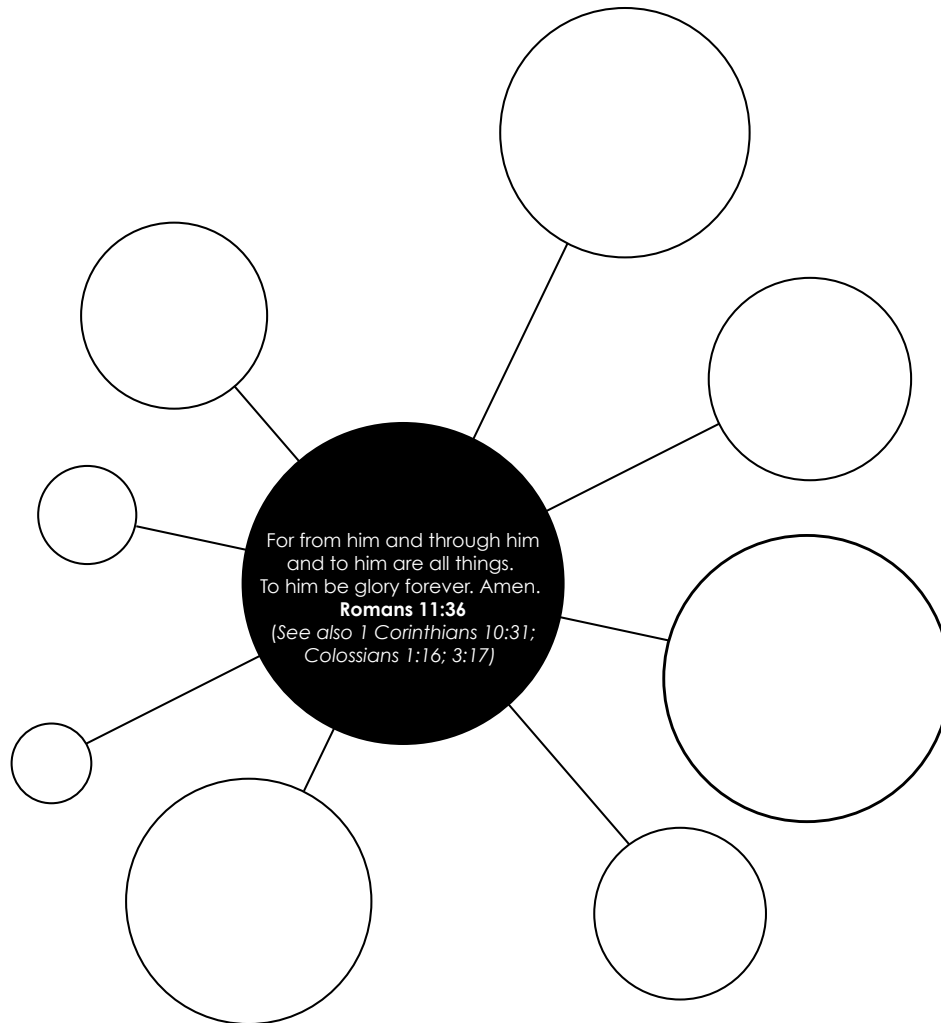 For from him and through him
and to him are all things.
To him be glory forever. Amen.
Romans 11:36
(See also 1 Corinthians 10:31;
Colossians 1:16; 3:17)